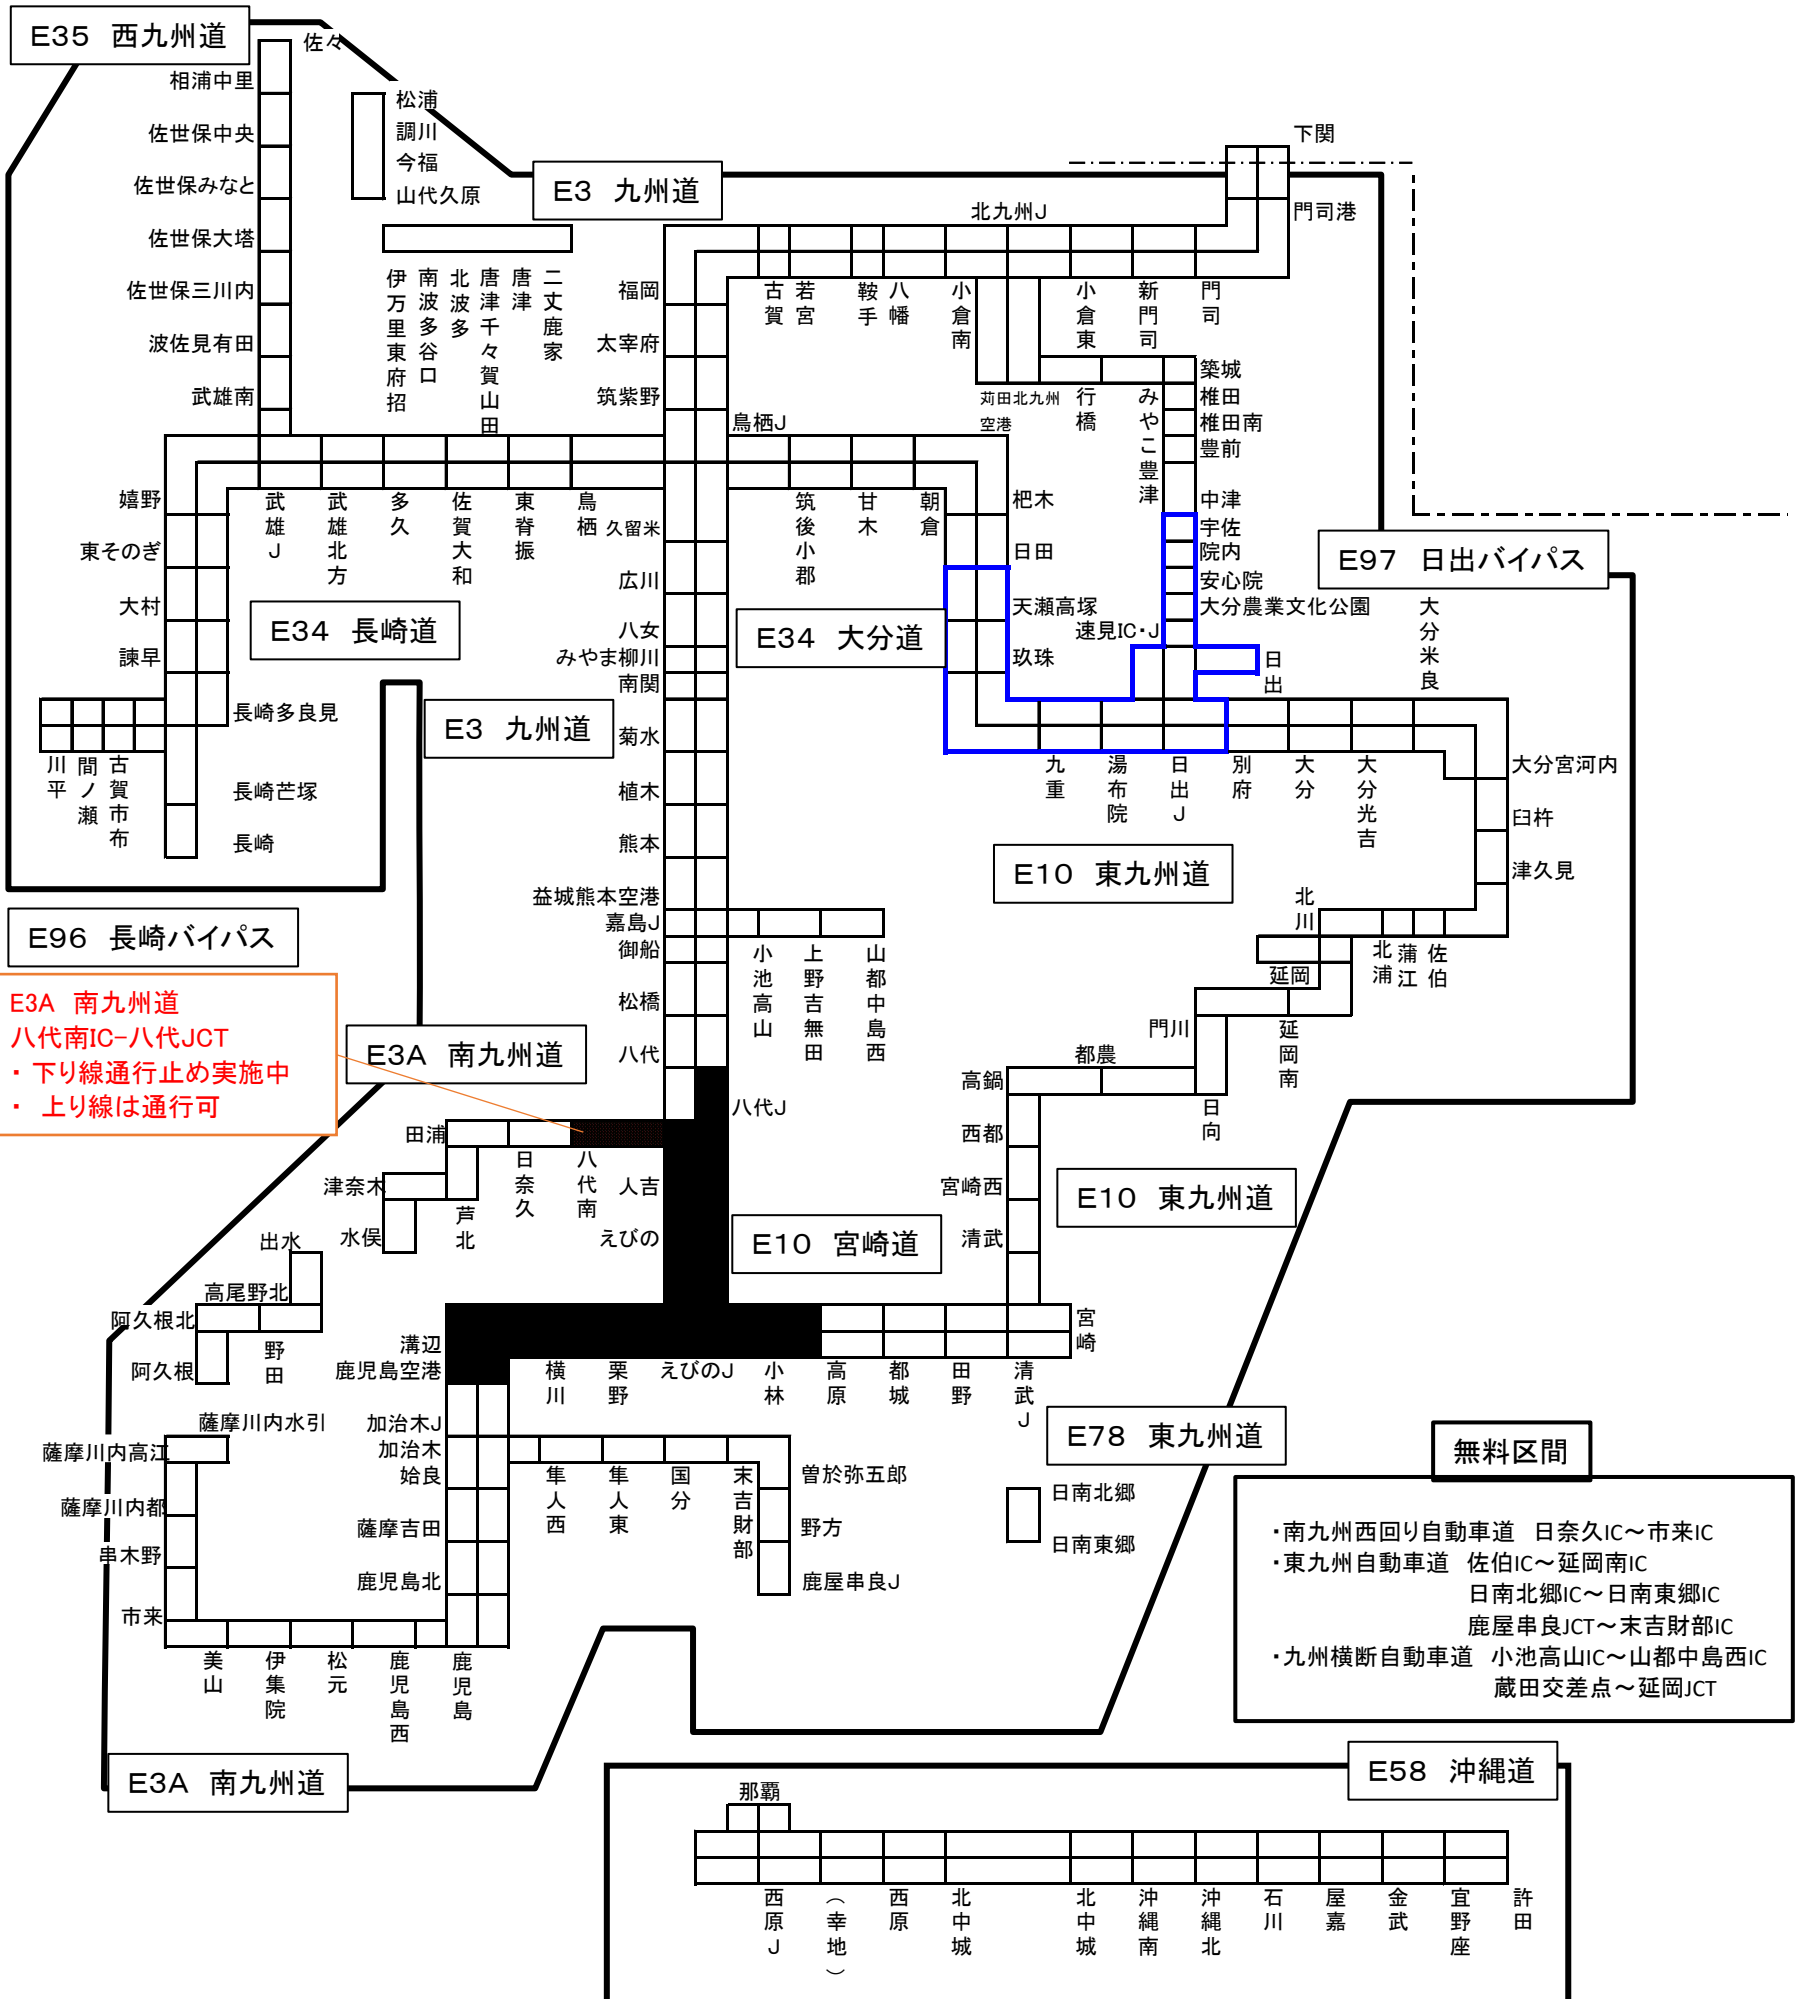 E35　西九州道
佐々
相浦中里
佐世保中央
佐世保みなと
佐世保大塔
佐世保三川内
波佐見有田
武雄南
松浦
調川
今福
山代久原
伊万里東府招
南波多谷口
北波多
唐津千々賀山田
唐津
二丈鹿家
E3　九州道
下関
門司港
北九州J
福岡
太宰府
筑紫野
古賀
若宮
鞍手
八幡
小倉南
小倉東
新門司
門司
苅田北九州
空港
行橋
みやこ豊津
築城
椎田
椎田南
豊前
中津
宇佐
院内
安心院
大分農業文化公園
速見IC・J
日出
鳥栖J
嬉野
東そのぎ
大村
諫早
武雄J
武雄北方
多久
佐賀大和
東脊振
鳥栖
久留米
広川
八女
みやま柳川
南関
菊水
植木
熊本
益城熊本空港
嘉島J
御船
松橋
八代
筑後小郡
甘木
朝倉
杷木
日田
天瀬高塚
玖珠
E97　日出バイパス
E34　長崎道
E34　大分道
大分米良
長崎多良見
長崎芒塚
長崎
川平
間ノ瀬
古賀市布
E3　九州道
九重
湯布院
日出J
別府
大分
大分光吉
大分宮河内
臼杵
津久見
E10　東九州道
E96　長崎バイパス
小池高山
上野吉無田
山都中島西
北川
北浦
蒲江
佐伯
延岡
延岡南
門川
都農
高鍋
日向
E3A　南九州道
八代南IC−八代JCT
・ 下り線通行止め実施中
・ 上り線は通行可
E3A　南九州道
八代J
田浦
津奈木
水俣
芦北
日奈久
八代南
人吉
えびの
西都
宮崎西
清武
E10　東九州道
E10　宮崎道
出水
高尾野北
阿久根北
阿久根
野田
溝辺
鹿児島空港
横川
栗野
えびのJ
小林
高原
都城
田野
清武J
宮崎
E78　東九州道
薩摩川内水引
薩摩川内高江
薩摩川内都
串木野
市来
加治木J
加治木
姶良
薩摩吉田
鹿児島北
隼人西
隼人東
国分
末吉財部
曽於弥五郎
野方
鹿屋串良J
日南北郷
日南東郷
美山
伊集院
松元
鹿児島西
鹿児島
無料区間
・南九州西回り自動車道　日奈久IC～市来IC
・東九州自動車道　佐伯IC～延岡南IC
日南北郷IC～日南東郷IC
鹿屋串良JCT～末吉財部IC
・九州横断自動車道　小池高山IC～山都中島西IC
蔵田交差点～延岡JCT
E3A　南九州道
E58　沖縄道
那覇
西原J
（幸地）
西原
北中城
北中城
沖縄南
沖縄北
石川
屋嘉
金武
宜野座
許田